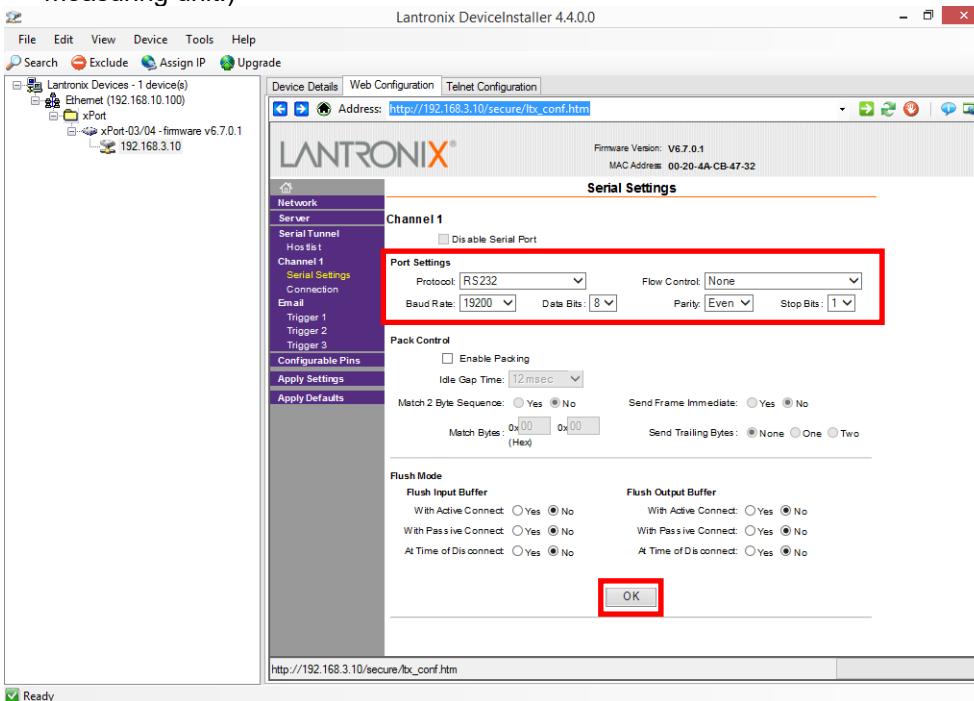 measuring unit.)
Lantronix DeviceInstaller 4.4.0.0
File Edit View Device Tools Help
Search Exclude Assign IP Upgrade
Lantronix Devices - 1 device(s)
Ethernet (192.168.10.100)
xPort
xPort-03/04 - firmware v6.7.0.1
192.168.3.10
Device Details Web Configuration Telnet Configuration
Address: http://192.168.3.10/secure/ltx_conf.htm
LANTRONIX®
Firmware Version: V6.7.0.1
MAC Address: 00-20-4A-CB-47-32
Network
Server
Serial Tunnel
Hostlist
Channel 1
Serial Settings
Connection
Email
Trigger 1
Trigger 2
Trigger 3
Configurable Pins
Apply Settings
Apply Defaults
Serial Settings
Channel 1
Disable Serial Port
Port Settings
Protocol: RS232 Flow Control: None
Baud Rate: 19200 Data Bits: 8 Parity: Even Stop Bits: 1
Pack Control
Enable Packing
Idle Gap Time: 12 msec
Match 2 Byte Sequence: Yes No Send Frame Immediate: Yes No
Match Bytes: 0x 00 0x 00 Send Trailing Bytes: None One Two
(Hex)
Flush Mode
Flush Input Buffer Flush Output Buffer
With Active Connect: Yes No With Active Connect: Yes No
With Passive Connect: Yes No With Passive Connect: Yes No
At Time of Disconnect: Yes No At Time of Disconnect: Yes No
OK
http://192.168.3.10/secure/ltx_conf.htm
Ready